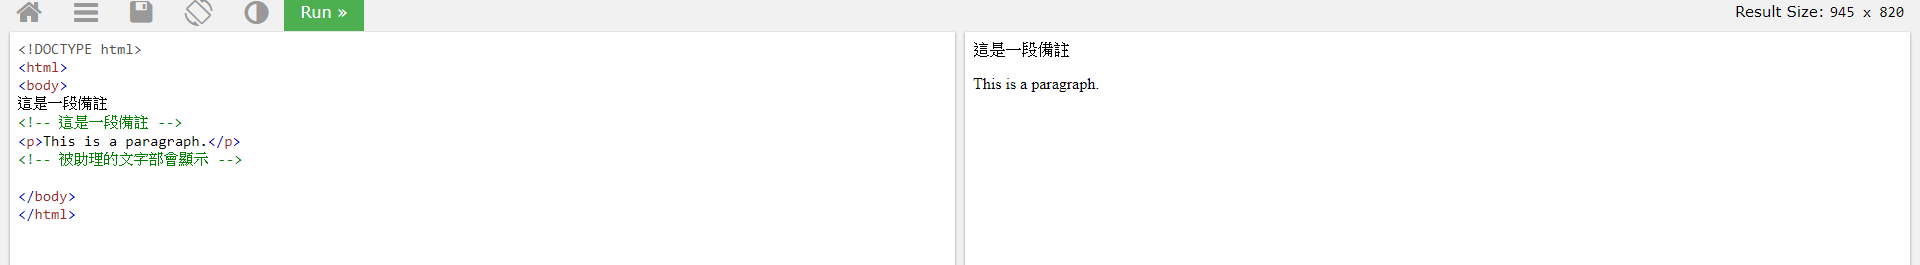 Run »
Result Size: 945 x 820
<!DOCTYPE html>
<html>
<body>
這是一段備註
<!-- 這是一段備註 -->
<p>This is a paragraph.</p>
<!-- 被助理的文字部會顯示 -->
</body>
</html>
這是一段備註
This is a paragraph.